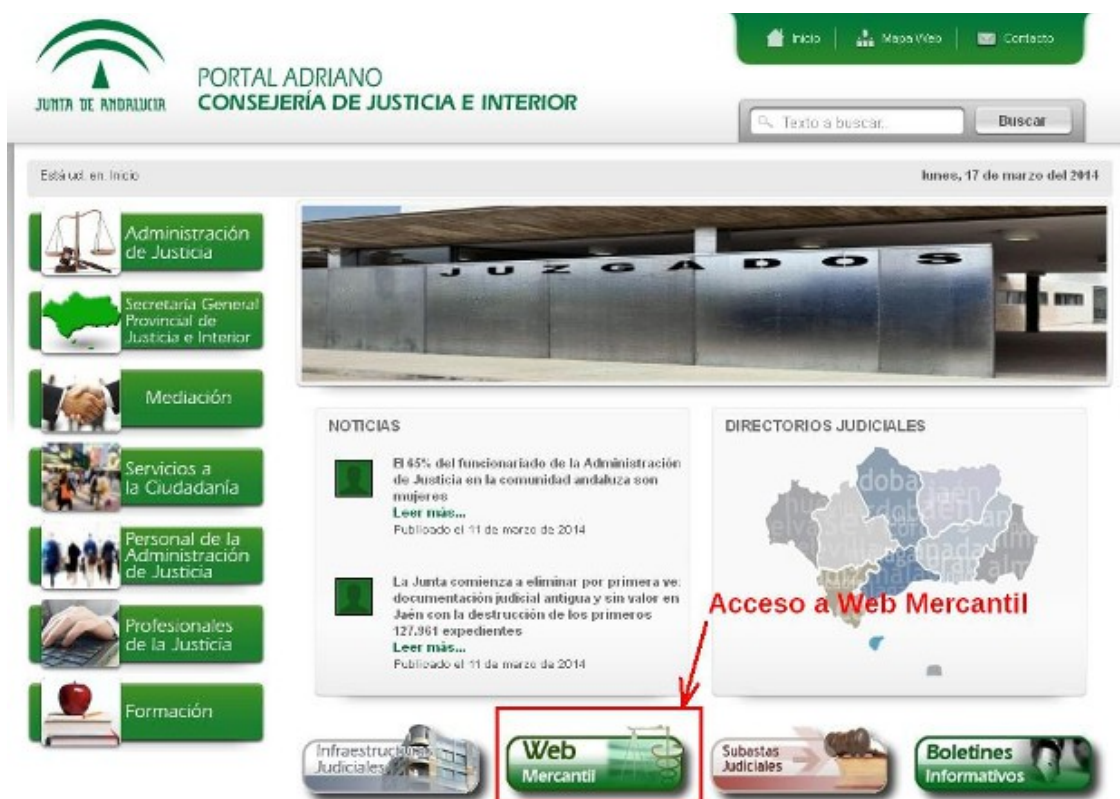 Inicio
Mapa Web
Contacto
JUNTA DE ANDALUCIA
PORTAL ADRIANO
CONSEJERÍA DE JUSTICIA E INTERIOR
Texto a buscar..
Buscar
Está ud. en: Inicio
lunes, 17 de marzo del 2014
Administración
de Justicia
Secretaría General
Provincial de
Justicia e Interior
Mediación
Servicios a
la Ciudadanía
Personal de la
Administración
de Justicia
Profesionales
de la Justicia
Formación
JUZGADOS
NOTICIAS
El 65% del funcionariado de la Administración
de Justicia en la comunidad andaluza son
mujeres
Leer más...
Publicado el 11 de marzo de 2014
La Junta comienza a eliminar por primera ve
documentación judicial antigua y sin valor en
Jaén con la destrucción de los primeros
127.961 expedientes
Leer más...
Publicado el 11 de marzo de 2014
DIRECTORIOS JUDICIALES
Acceso a Web Mercantil
Infraestructuras
Judiciales
Web
Mercantil
Subastas
Judiciales
Boletines
Informativos